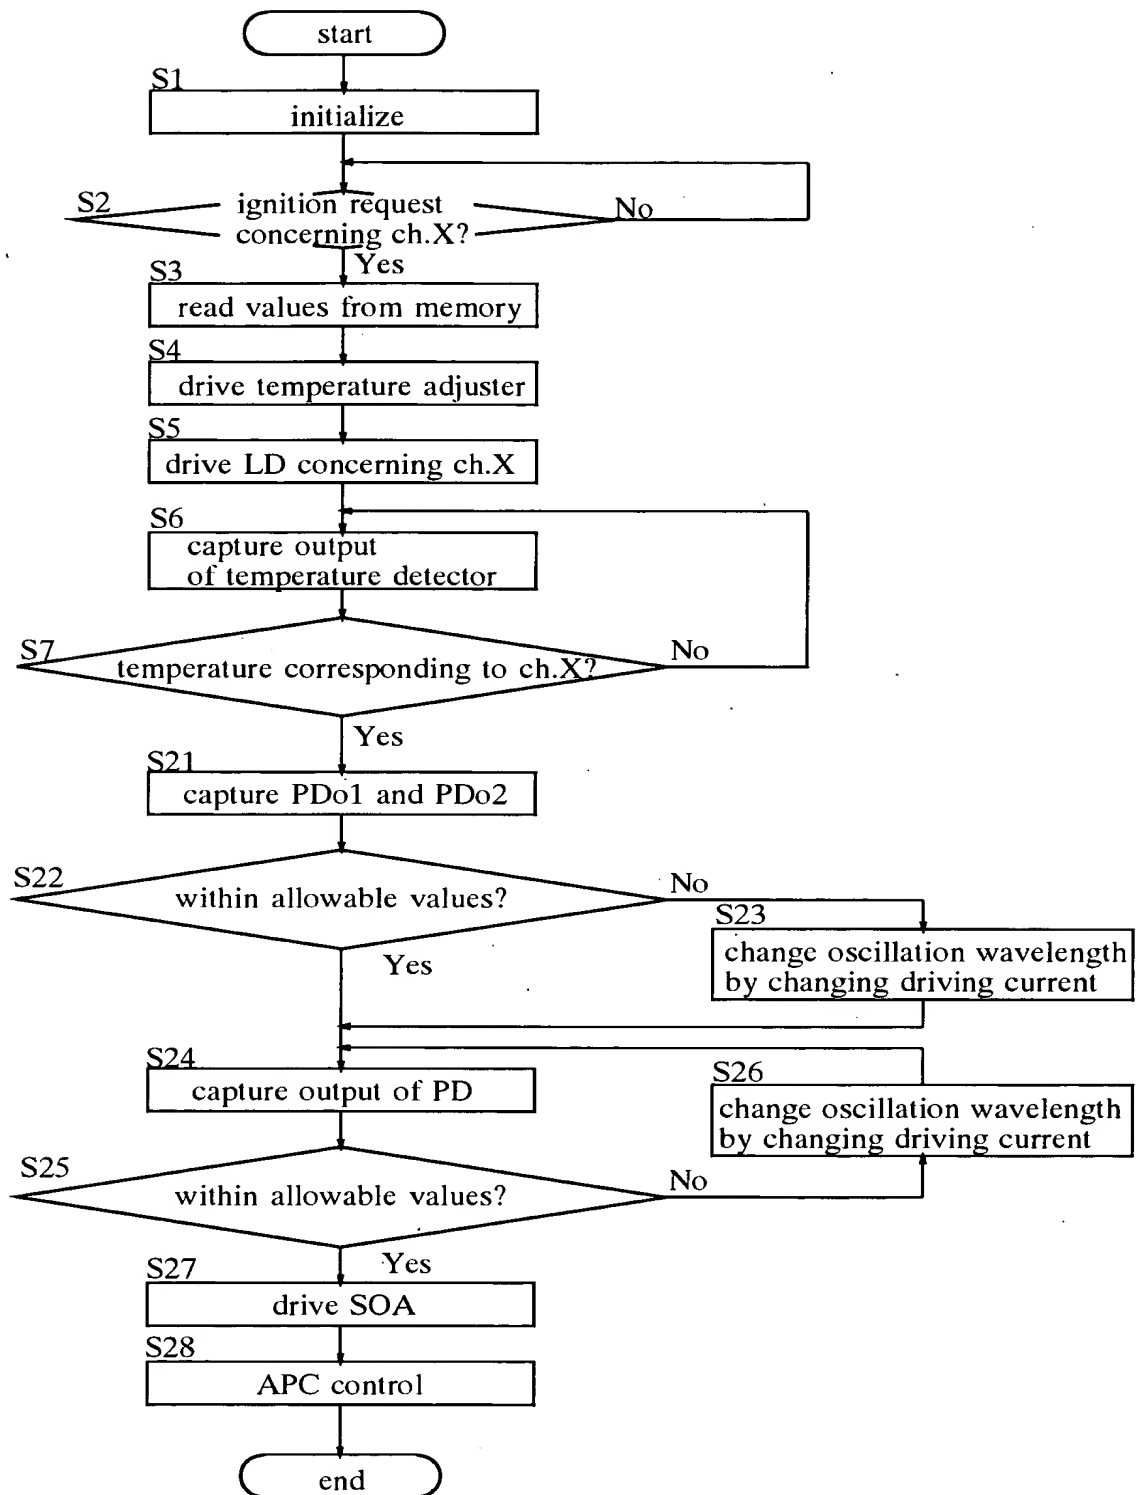 start
S1
initialize
S2
ignition request
concerning ch.X?
No
Yes
S3
read values from memory
S4
drive temperature adjuster
S5
drive LD concerning ch.X
S6
capture output
of temperature detector
S7
temperature corresponding to ch.X?
No
Yes
S21
capture PDo1 and PDo2
S22
within allowable values?
No
Yes
S23
change oscillation wavelength
by changing driving current
S24
capture output of PD
S26
change oscillation wavelength
by changing driving current
S25
within allowable values?
No
Yes
S27
drive SOA
S28
APC control
end